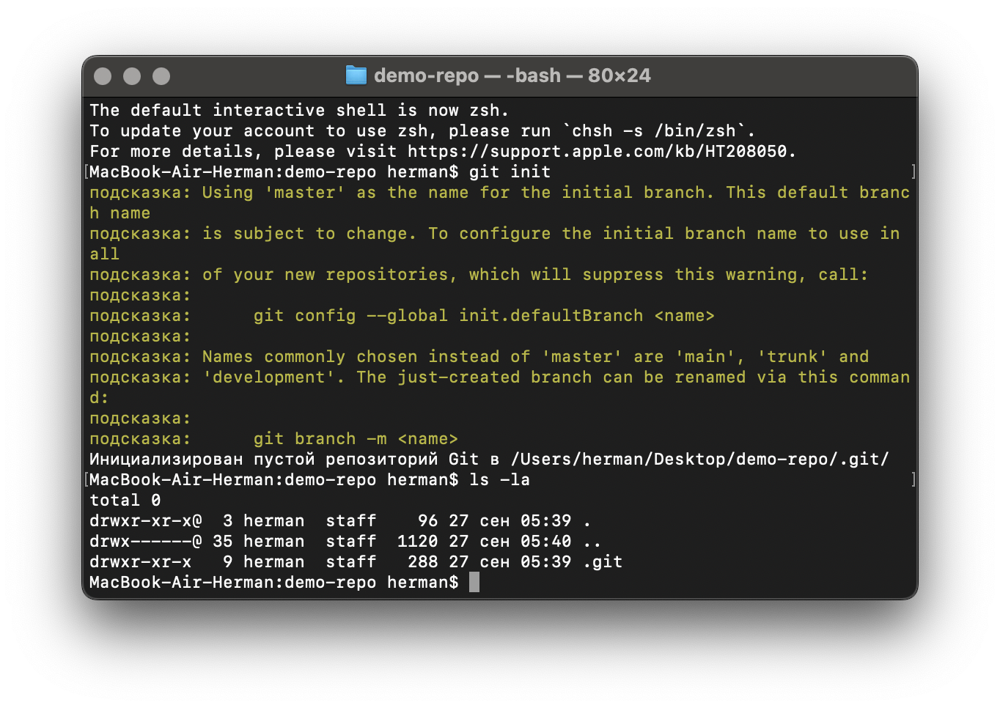 demo-repo — -bash — 80×24
The default interactive shell is now zsh.
To update your account to use zsh, please run `chsh -s /bin/zsh`.
For more details, please visit https://support.apple.com/kb/HT208050.
[MacBook-Air-Herman:demo-repo herman$ git init ]
подсказка: Using 'master' as the name for the initial branch. This default branc
h name
подсказка: is subject to change. To configure the initial branch name to use in
all
подсказка: of your new repositories, which will suppress this warning, call:
подсказка:
подсказка:      git config --global init.defaultBranch <name>
подсказка:
подсказка: Names commonly chosen instead of 'master' are 'main', 'trunk' and
подсказка: 'development'. The just-created branch can be renamed via this comman
d:
подсказка:
подсказка:      git branch -m <name>
Инициализирован пустой репозиторий Git в /Users/herman/Desktop/demo-repo/.git/
[MacBook-Air-Herman:demo-repo herman$ ls -la ]
total 0
drwxr-xr-x@  3 herman  staff    96 27 сен 05:39 .
drwx------@ 35 herman  staff  1120 27 сен 05:40 ..
drwxr-xr-x   9 herman  staff   288 27 сен 05:39 .git
MacBook-Air-Herman:demo-repo herman$